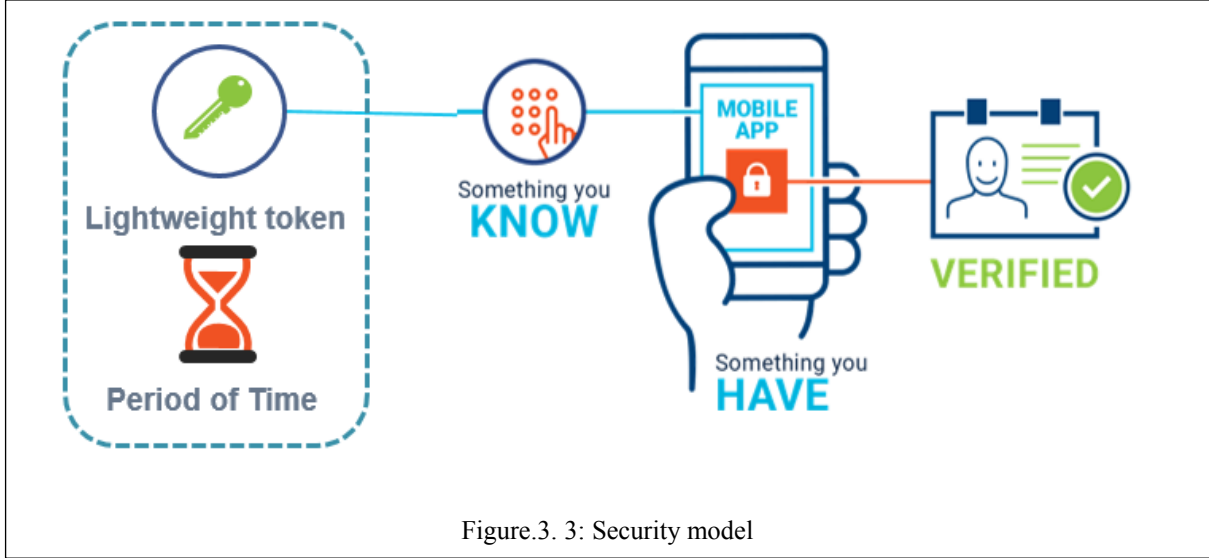 Lightweight token
Period of Time
Something you
KNOW
MOBILE
APP
Something you
HAVE
VERIFIED
Figure.3. 3: Security model